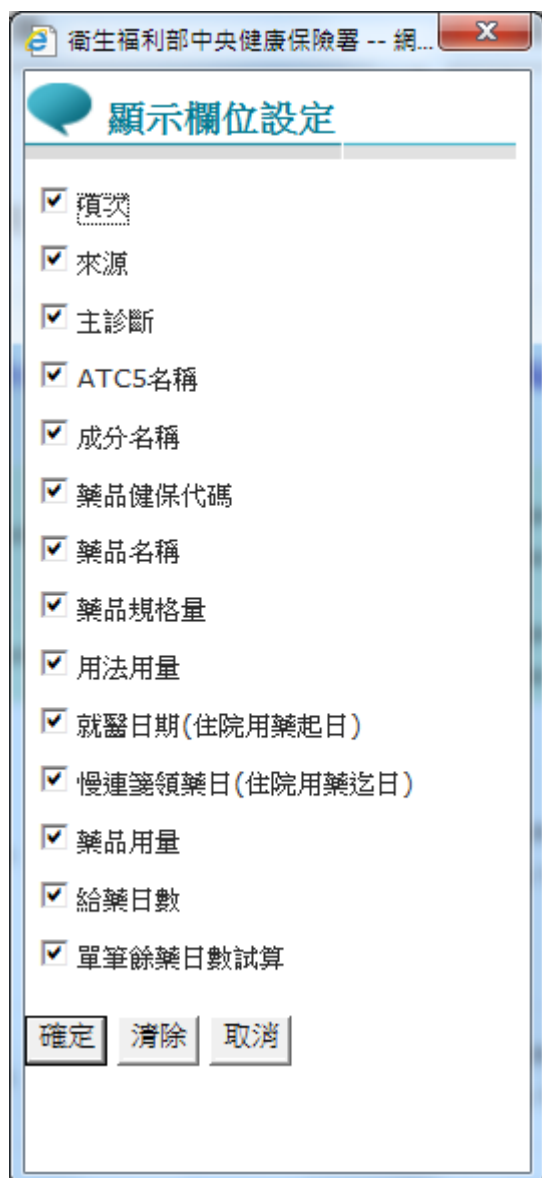 衛生福利部中央健康保險署 -- 網...
顯示欄位設定
項次
來源
主診斷
ATC5名稱
成分名稱
藥品健保代碼
藥品名稱
藥品規格量
用法用量
就醫日期(住院用藥起日)
慢連箋領藥日(住院用藥迄日)
藥品用量
給藥日數
單筆餘藥日數試算
確定 清除 取消